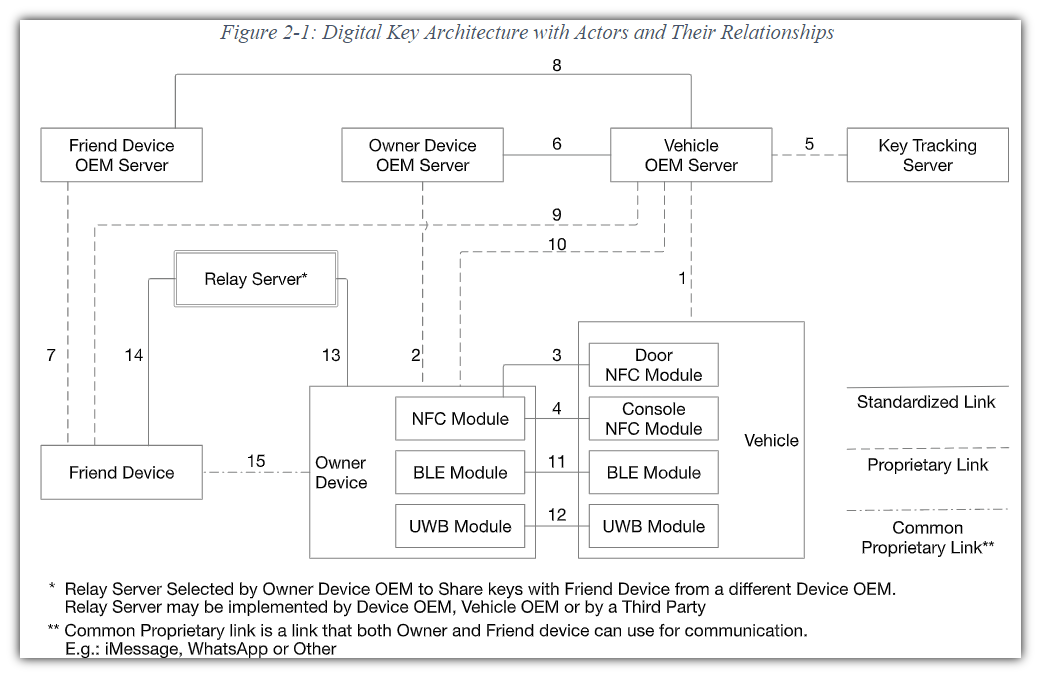 Figure 2-1: Digital Key Architecture with Actors and Their Relationships
8
Friend Device
OEM Server
Owner Device
OEM Server
6
Vehicle
OEM Server
5
Key Tracking
Server
9
10
Relay Server*
1
7
14
13
2
3
Door
NFC Module
NFC Module
4
Console
NFC Module
Vehicle
Standardized Link
Friend Device
15
Owner
Device
BLE Module
11
BLE Module
Proprietary Link
UWB Module
12
UWB Module
Common
Proprietary Link**
* Relay Server Selected by Owner Device OEM to Share keys with Friend Device from a different Device OEM.
Relay Server may be implemented by Device OEM, Vehicle OEM or by a Third Party
** Common Proprietary link is a link that both Owner and Friend device can use for communication.
E.g.: iMessage, WhatsApp or Other